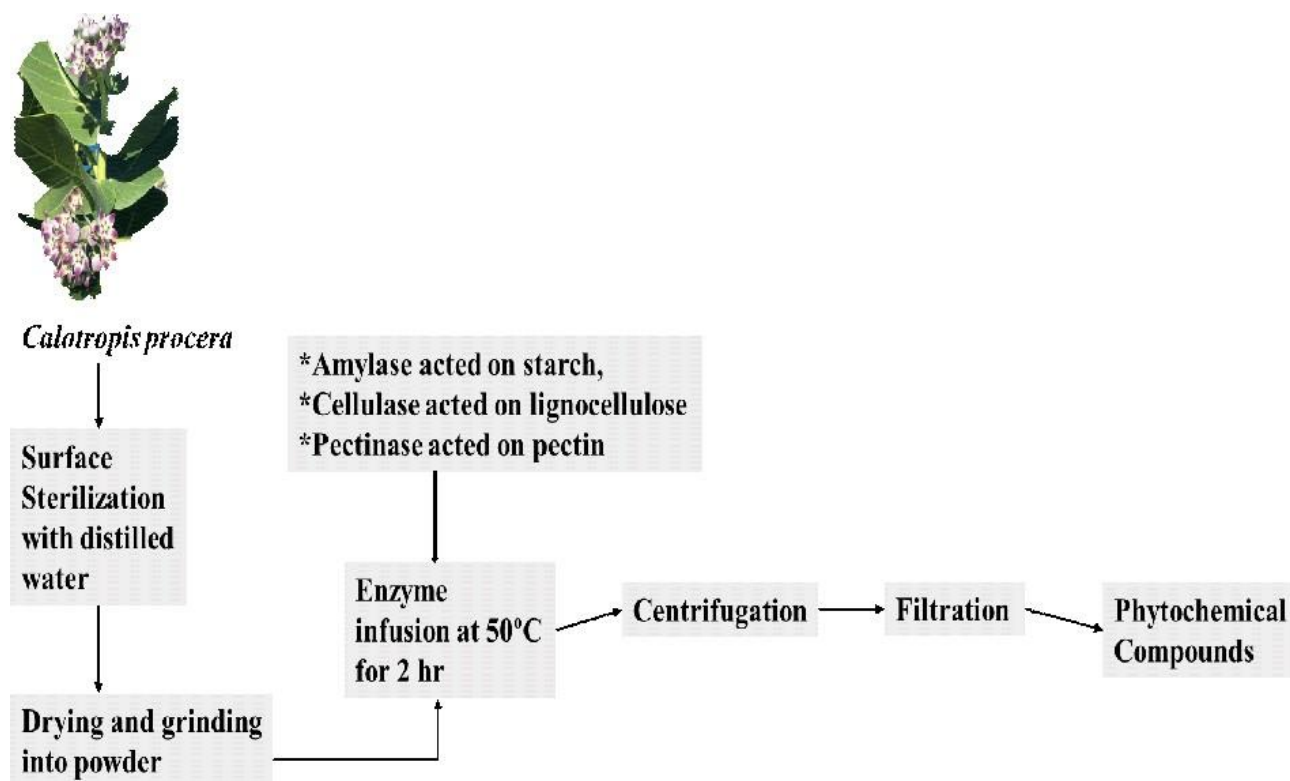 Calotropis procera
*Amylase acted on starch,
*Cellulase acted on lignocellulose
*Pectinase acted on pectin
Surface
Sterilization
with distilled
water
Drying and grinding
into powder
Enzyme
infusion at 50°C
for 2 hr
Centrifugation
Filtration
Phytochemical
Compounds